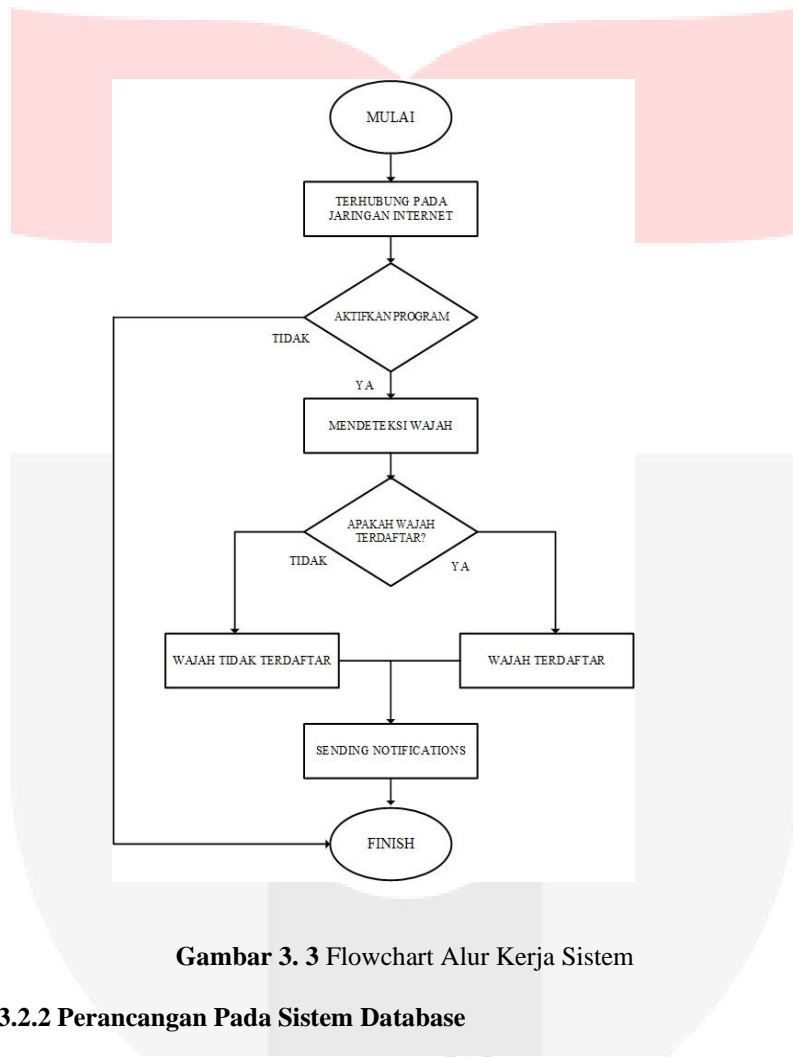 MULAI
TERHUBUNG PADA
JARINGAN INTERNET
AKTIFKAN PROGRAM
TIDAK
YA
MENDETEKSI WAJAH
APAKAH WAJAH
TERDAFTAR?
TIDAK
YA
WAJAH TIDAK TERDAFTAR
WAJAH TERDAFTAR
SENDING NOTIFICATIONS
FINISH
Gambar 3. 3 Flowchart Alur Kerja Sistem
3.2.2 Perancangan Pada Sistem Database